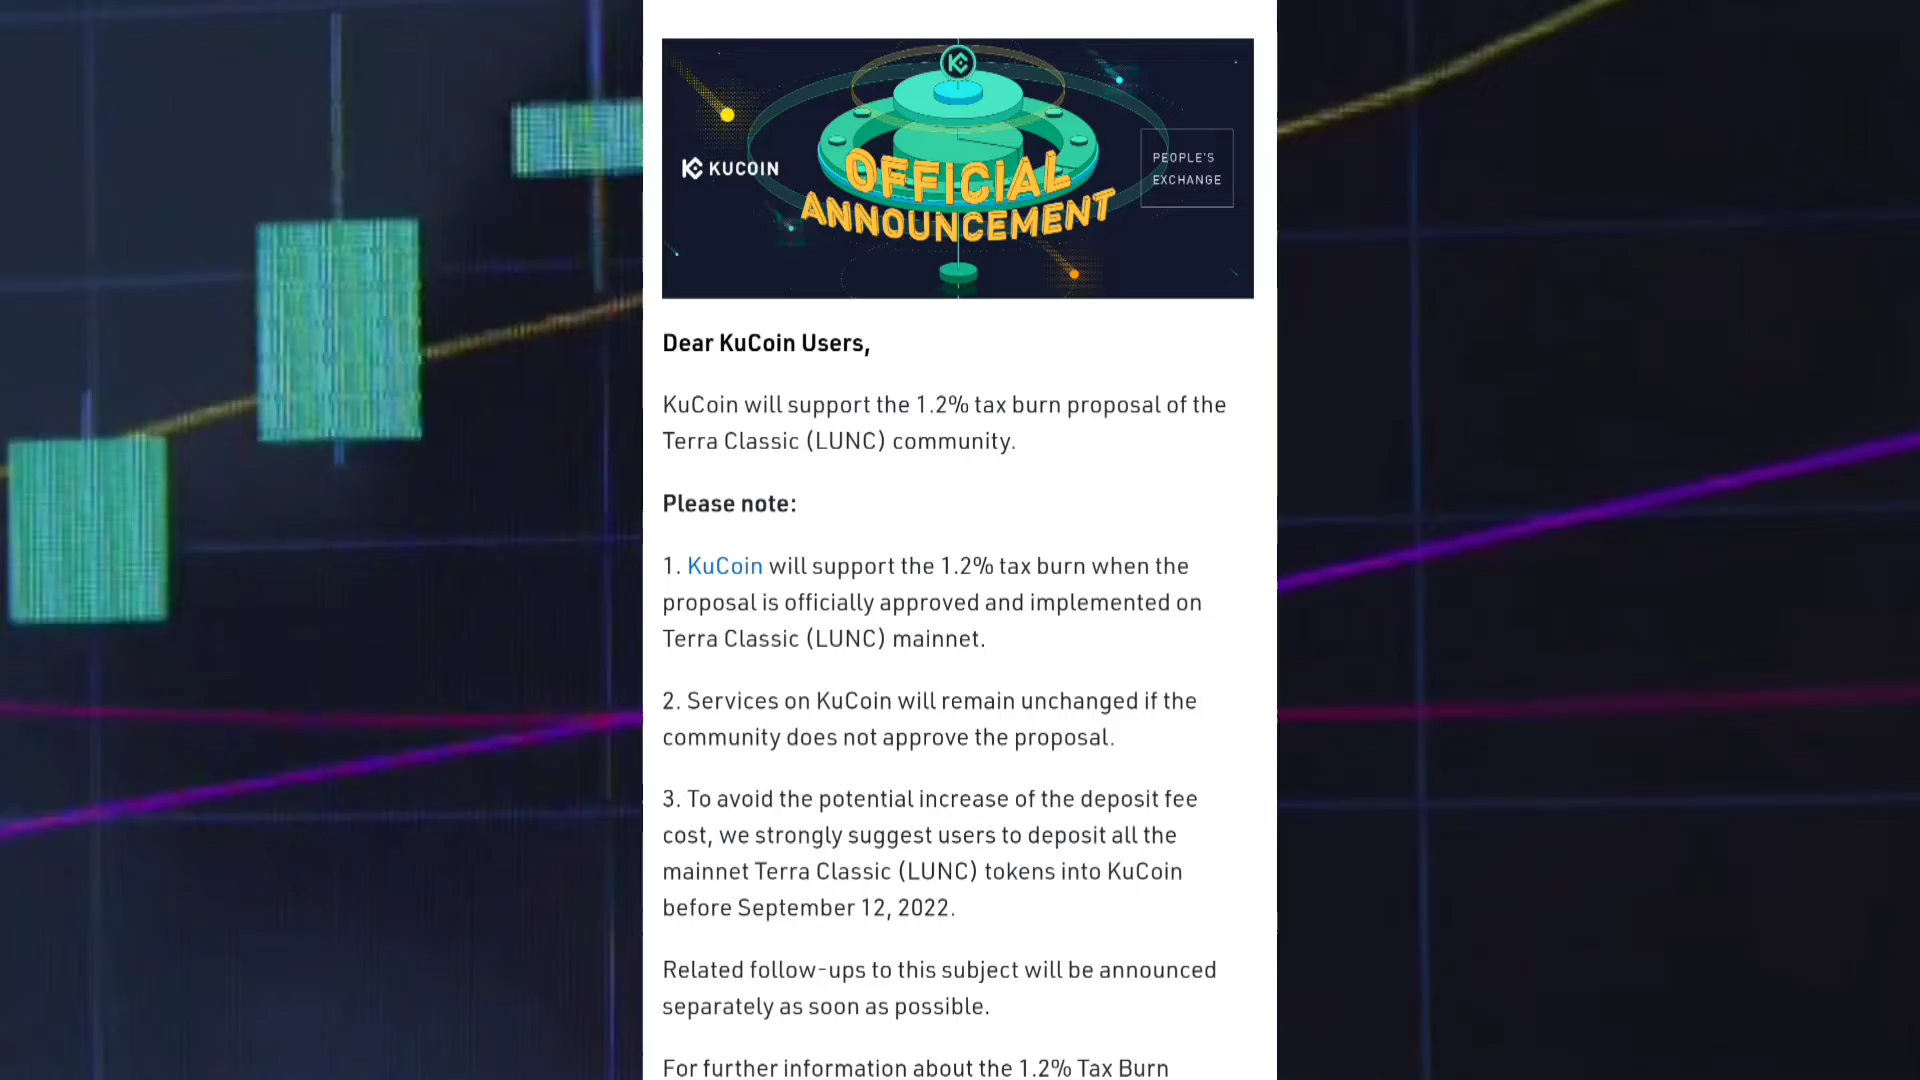 KUCOIN
OFFICIAL
ANNOUNCEMENT
PEOPLE'S
EXCHANGE
Dear KuCoin Users,
KuCoin will support the 1.2% tax burn proposal of the
Terra Classic (LUNC) community.
Please note:
1. KuCoin will support the 1.2% tax burn when the
proposal is officially approved and implemented on
Terra Classic (LUNC) mainnet.
2. Services on KuCoin will remain unchanged if the
community does not approve the proposal.
3. To avoid the potential increase of the deposit fee
cost, we strongly suggest users to deposit all the
mainnet Terra Classic (LUNC) tokens into KuCoin
before September 12, 2022.
Related follow-ups to this subject will be announced
separately as soon as possible.
For further information about the 1.2% Tax Burn